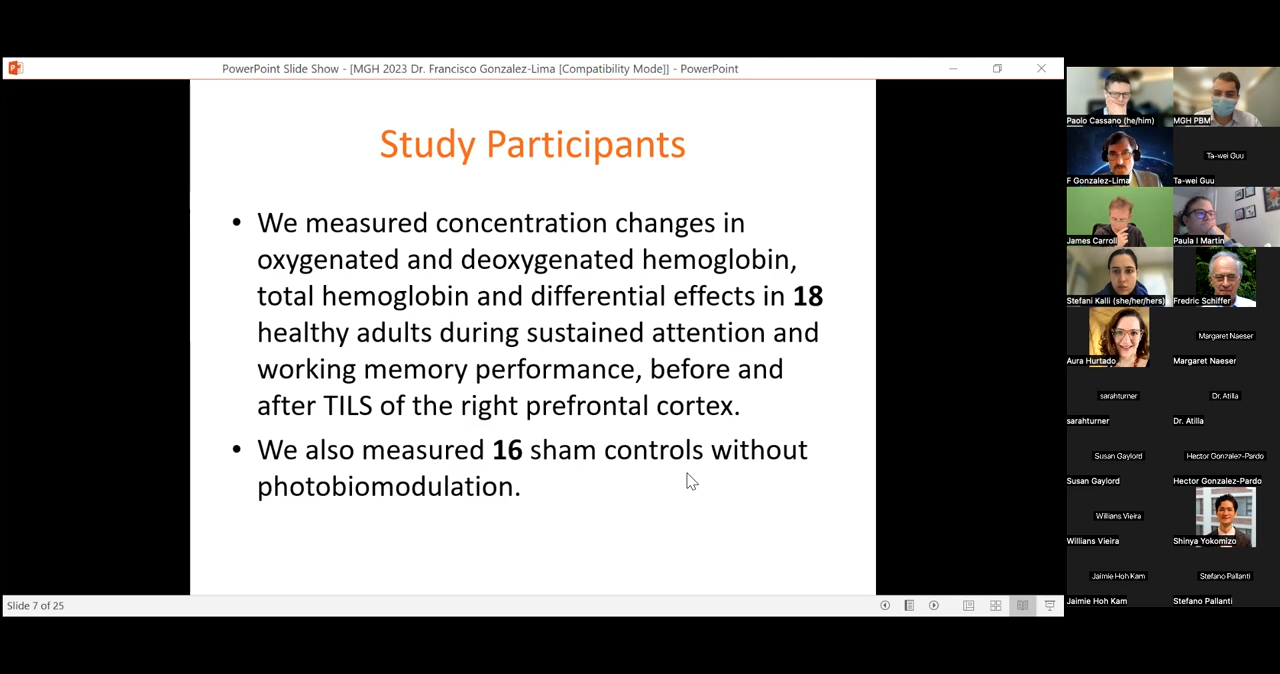 PowerPoint Slide Show - [MGH 2023 Dr. Francisco Gonzalez-Lima [Compatibility Mode]] - PowerPoint
Study Participants
• We measured concentration changes in
oxygenated and deoxygenated hemoglobin,
total hemoglobin and differential effects in 18
healthy adults during sustained attention and
working memory performance, before and
after TILS of the right prefrontal cortex.
• We also measured 16 sham controls without
photobiomodulation.
Slide 7 of 25
Paolo Cassano (he/him)
MGH PBM
F Gonzalez-Lima
Ta-wei Guu
Ta-wei Guu
James Carroll
Paula I Martin
Stefani Kalli (she/her/hers)
Fredric Schiffer
Aura Hurtado
Margaret Naeser
Margaret Naeser
sarahturner
sarahturner
Dr. Atilla
Dr. Atilla
Susan Gaylord
Susan Gaylord
Hector Gonzalez-Pardo
Hector Gonzalez-Pardo
Willians Vieira
Willians Vieira
Shinya Yokomizo
Jaimie Hoh Kam
Jaimie Hoh Kam
Stefano Pallanti
Stefano Pallanti